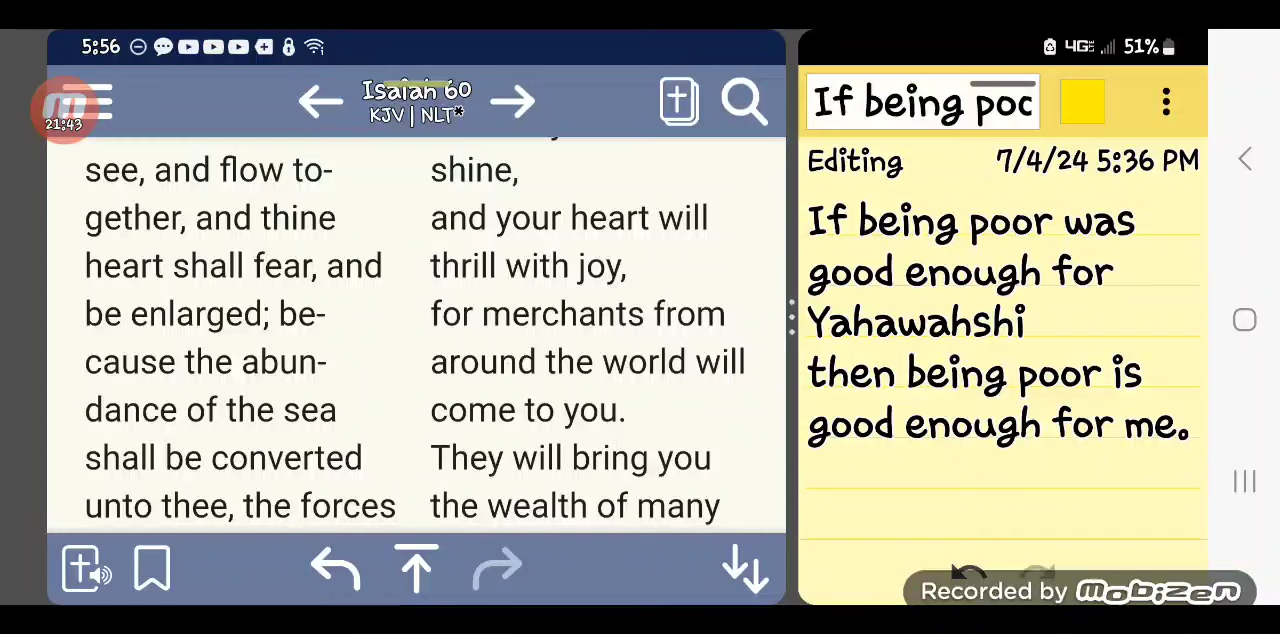 5:56
4G 51%
21:43
Isaiah 60
KJV | NLT*
If being poc
Editing 7/4/24 5:36 PM
see, and flow to-
gether, and thine
heart shall fear, and
be enlarged; be-
cause the abun-
dance of the sea
shall be converted
unto thee, the forces
shine,
and your heart will
thrill with joy,
for merchants from
around the world will
come to you.
They will bring you
the wealth of many
If being poor was
good enough for
Yahawahshi
then being poor is
good enough for me.
Recorded by mobizen